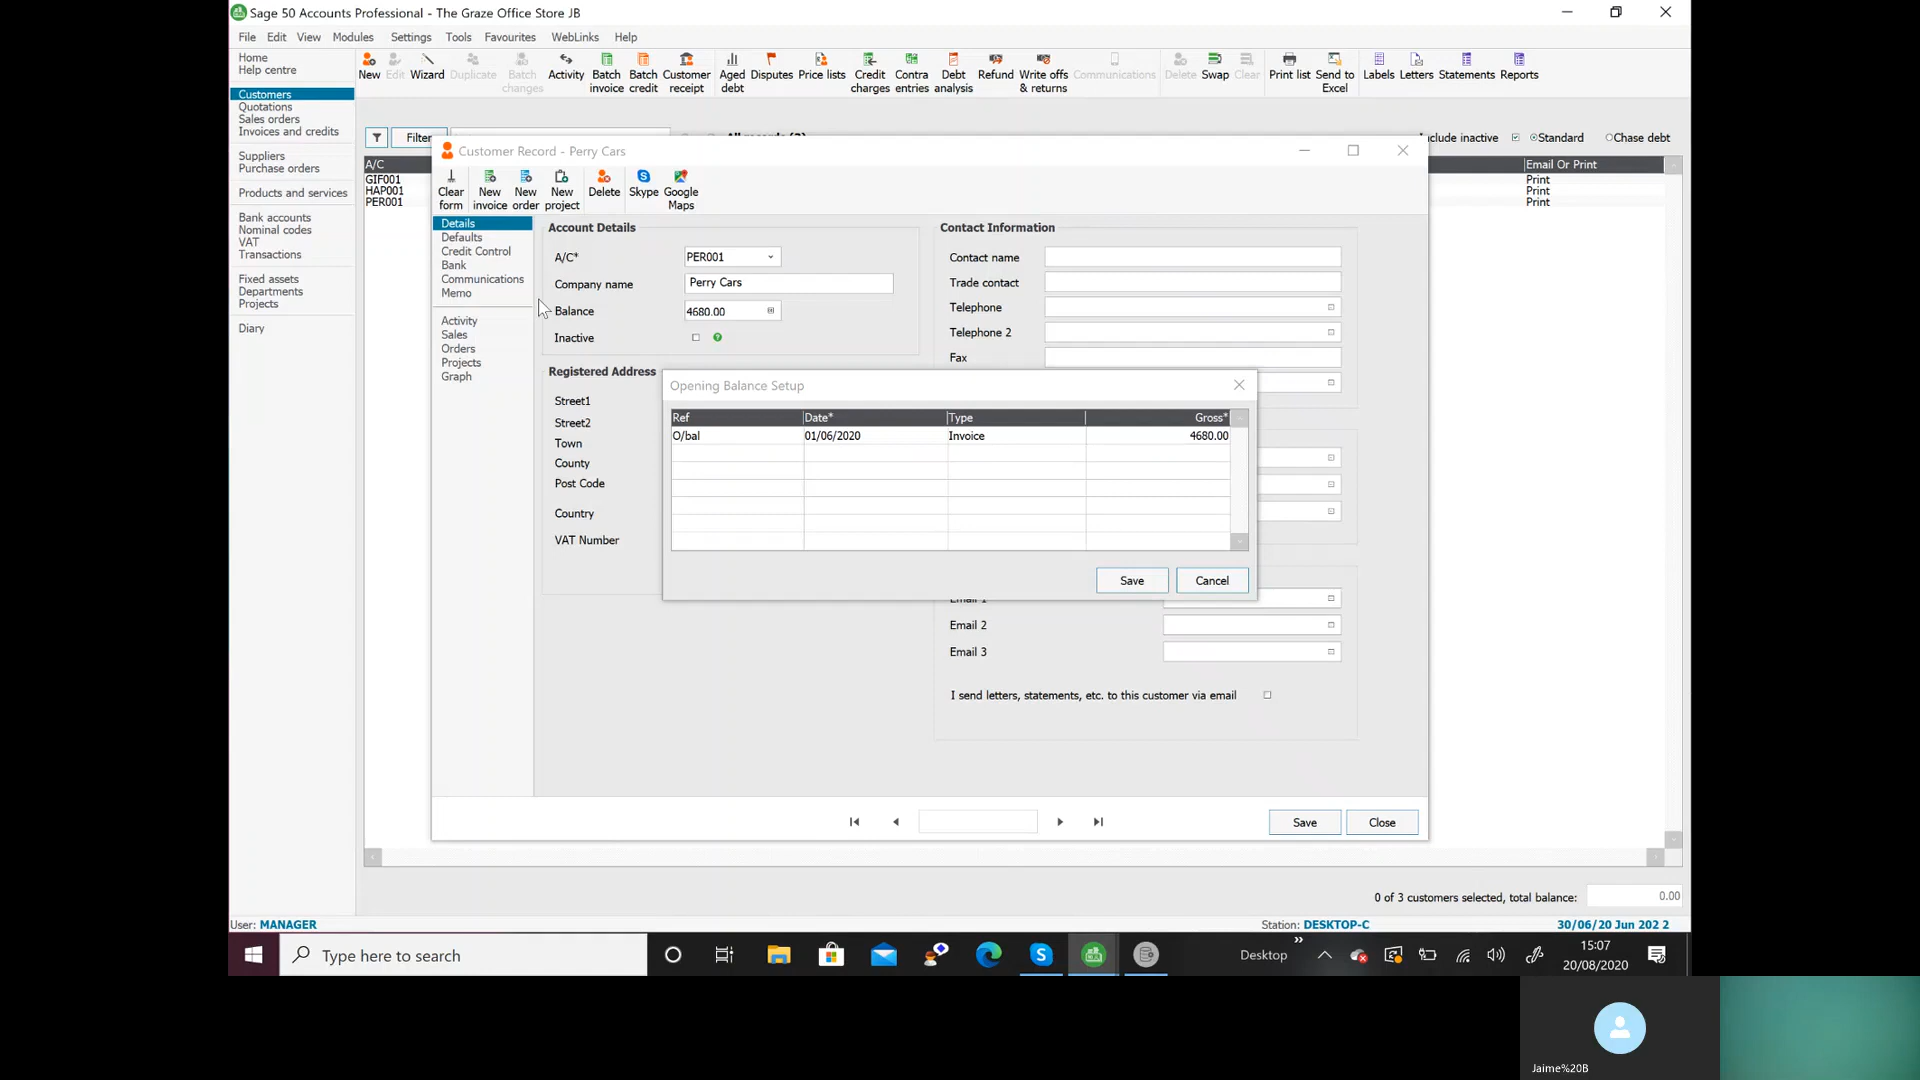 Sage 50 Accounts Professional - The Graze Office Store JB
File Edit View Modules Settings Tools Favourites WebLinks Help
Home
Help centre
Customers
Quotations
Sales orders
Invoices and credits
Suppliers
Purchase orders
Products and services
Bank accounts
Nominal codes
VAT
Transactions
Fixed assets
Departments
Projects
Diary
New Edit Wizard Duplicate Batch changes Activity Batch invoice Batch credit Customer receipt Aged debt Disputes Price lists Credit charges Contra entries Debt analysis Refund Write offs & returns Communications Delete Swap Clear Print list Send to Excel Labels Letters Statements Reports
Filter
nclude inactive Standard Chase debt
A/C Email Or Print
GIF001 Print
HAP001 Print
PER001 Print
Customer Record - Perry Cars
Clear form New invoice New order New project Delete Skype Google Maps
Details
Defaults
Credit Control
Bank
Communications
Memo
Activity
Sales
Orders
Projects
Graph
Account Details
A/C* PER001
Company name Perry Cars
Balance 4680.00
Inactive
Registered Address
Street1
Street2
Town
County
Post Code
Country
VAT Number
Contact Information
Contact name
Trade contact
Telephone
Telephone 2
Fax
Opening Balance Setup
Ref Date* Type Gross*
O/bal 01/06/2020 Invoice 4680.00
Save Cancel
Email 1
Email 2
Email 3
I send letters, statements, etc. to this customer via email
Save Close
0 of 3 customers selected, total balance: 0.00
User: MANAGER Station: DESKTOP-C 30/06/20 Jun 202 2
Type here to search
Desktop
15:07
20/08/2020
Jaime%20B